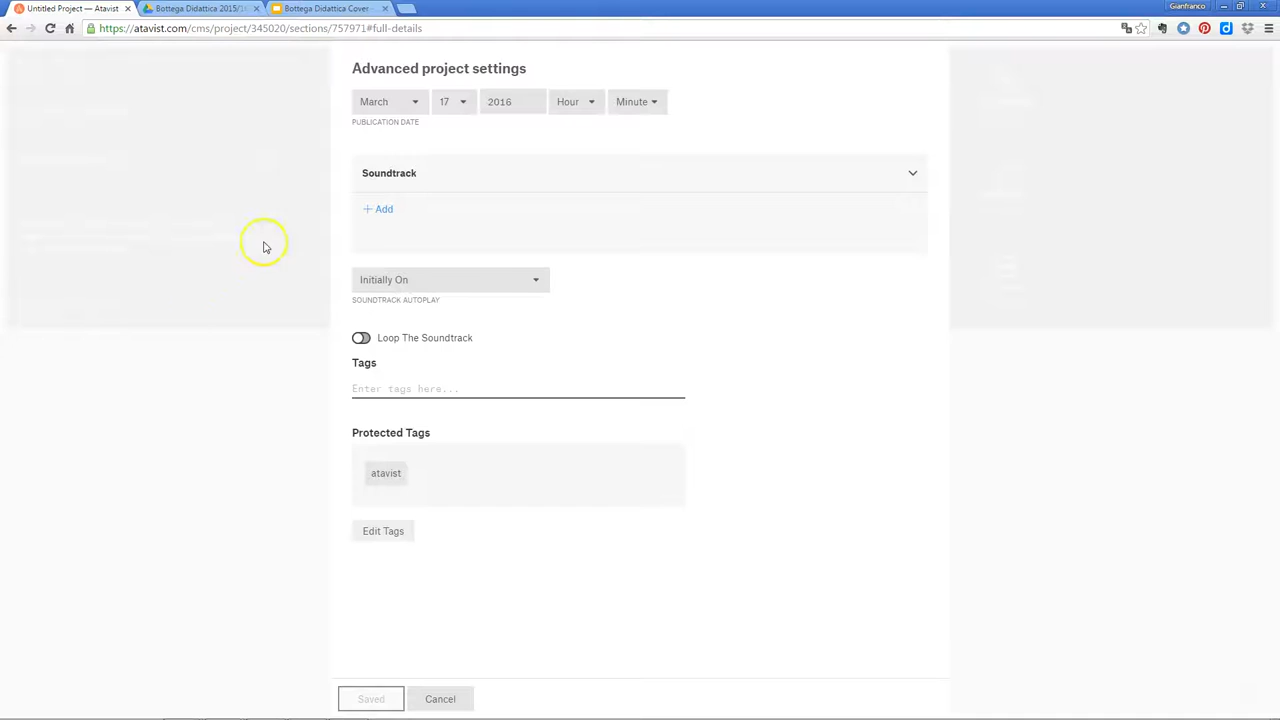 Untitled Project — Atavist
Bottega Didattica 2015/1
Bottega Didattica Cover
Gianfranco
https://atavist.com/cms/project/345020/sections/757971#full-details
Advanced project settings
March 17 2016 Hour Minute
PUBLICATION DATE
Soundtrack
+ Add
Initially On
SOUNDTRACK AUTOPLAY
Loop The Soundtrack
Tags
Enter tags here...
Protected Tags
atavist
Edit Tags
Saved Cancel